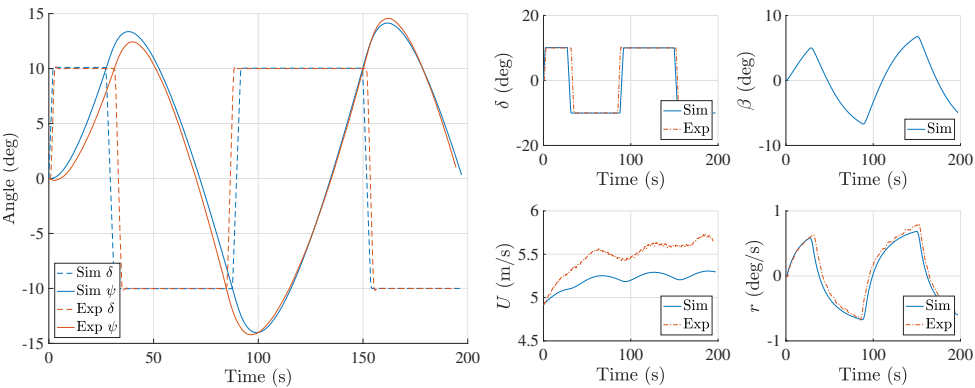 15
10
5
0
-5
-10
-15
Angle (deg)
0 50 100 150 200
Time (s)
Sim δ
Sim ψ
Exp δ
Exp ψ
20
0
-20
δ (deg)
0 100 200
Time (s)
Sim
Exp
10
0
-10
β (deg)
0 100 200
Time (s)
Sim
6
5.5
5
4.5
U (m/s)
0 100 200
Time (s)
Sim
Exp
1
0
-1
r (deg/s)
0 100 200
Time (s)
Sim
Exp